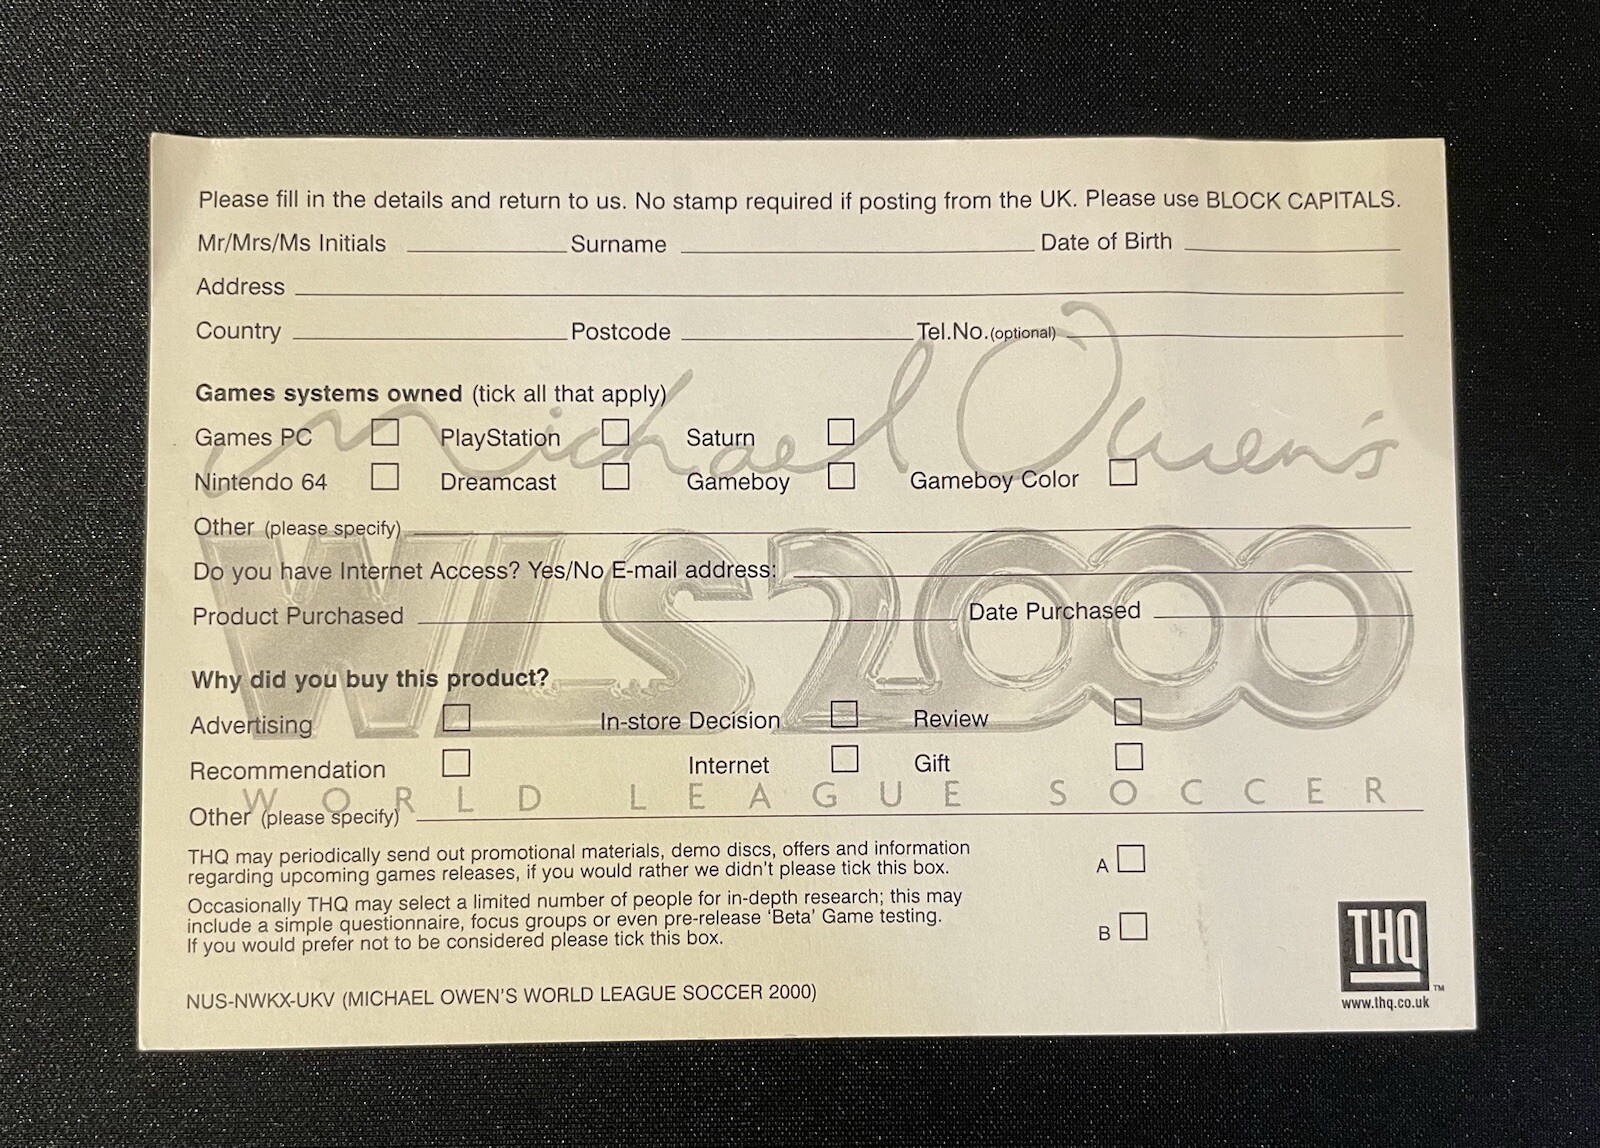 Please fill in the details and return to us. No stamp required if posting from the UK. Please use BLOCK CAPITALS.
Mr/Mrs/Ms Initials Surname Date of Birth
Address
Country Postcode Tel.No.(optional)
Michael Owen's
Games systems owned (tick all that apply)
Games PC PlayStation Saturn
Nintendo 64 Dreamcast Gameboy Gameboy Color
Other (please specify)
WLS2000
Do you have Internet Access? Yes/No E-mail address:
Product Purchased Date Purchased
Why did you buy this product?
Advertising In-store Decision Review
Recommendation Internet Gift
WORLD LEAGUE SOCCER
Other (please specify)
THQ may periodically send out promotional materials, demo discs, offers and information
regarding upcoming games releases, if you would rather we didn't please tick this box. A
Occasionally THQ may select a limited number of people for in-depth research; this may
include a simple questionnaire, focus groups or even pre-release 'Beta' Game testing. B
If you would prefer not to be considered please tick this box.
NUS-NWKX-UKV (MICHAEL OWEN'S WORLD LEAGUE SOCCER 2000)
THQ ™
www.thq.co.uk